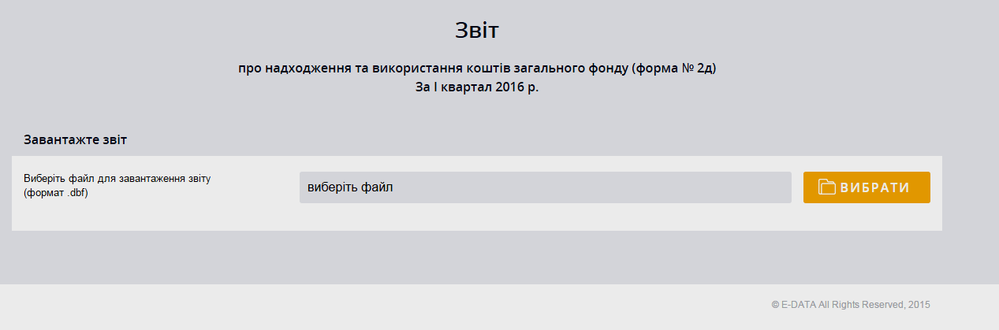 Звіт
про надходження та використання коштів загального фонду (форма № 2д)
За I квартал 2016 р.
Завантажте звіт
Виберіть файл для завантаження звіту
(формат .dbf)
виберіть файл
ВИБРАТИ
© E-DATA All Rights Reserved, 2015